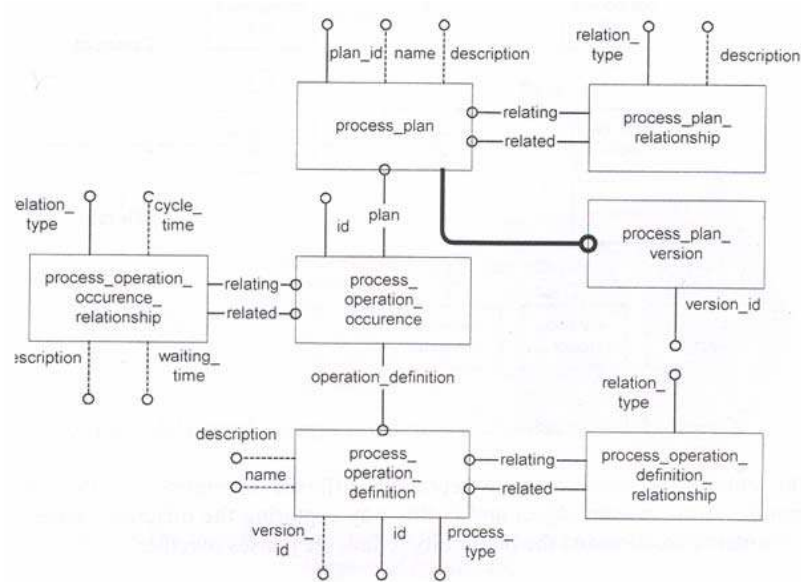 plan_id
name
description
relation_
type
description
process_plan
relating
related
process_plan_
relationship
relation_
type
cycle_
time
id
plan
process_plan_
version
process_operation_
occurence_
relationship
relating
related
process_
operation_
occurence
version_id
description
waiting_
time
operation_definition
relation_
type
description
name
process_
operation_
definition
relating
related
process_operation_
definition_
relationship
version_
id
id
process_
type